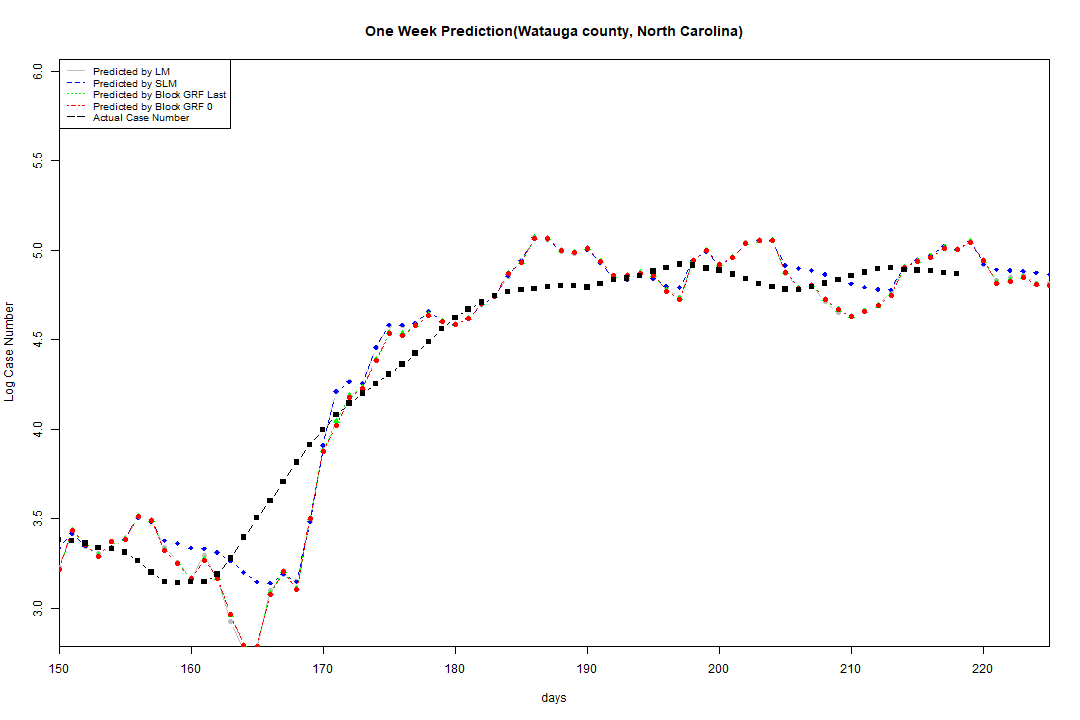 One Week Prediction(Watauga county, North Carolina)
Predicted by LM
Predicted by SLM
Predicted by Block GRF Last
Predicted by Block GRF 0
Actual Case Number
6.0
5.5
5.0
4.5
4.0
3.5
3.0
Log Case Number
150 160 170 180 190 200 210 220
days